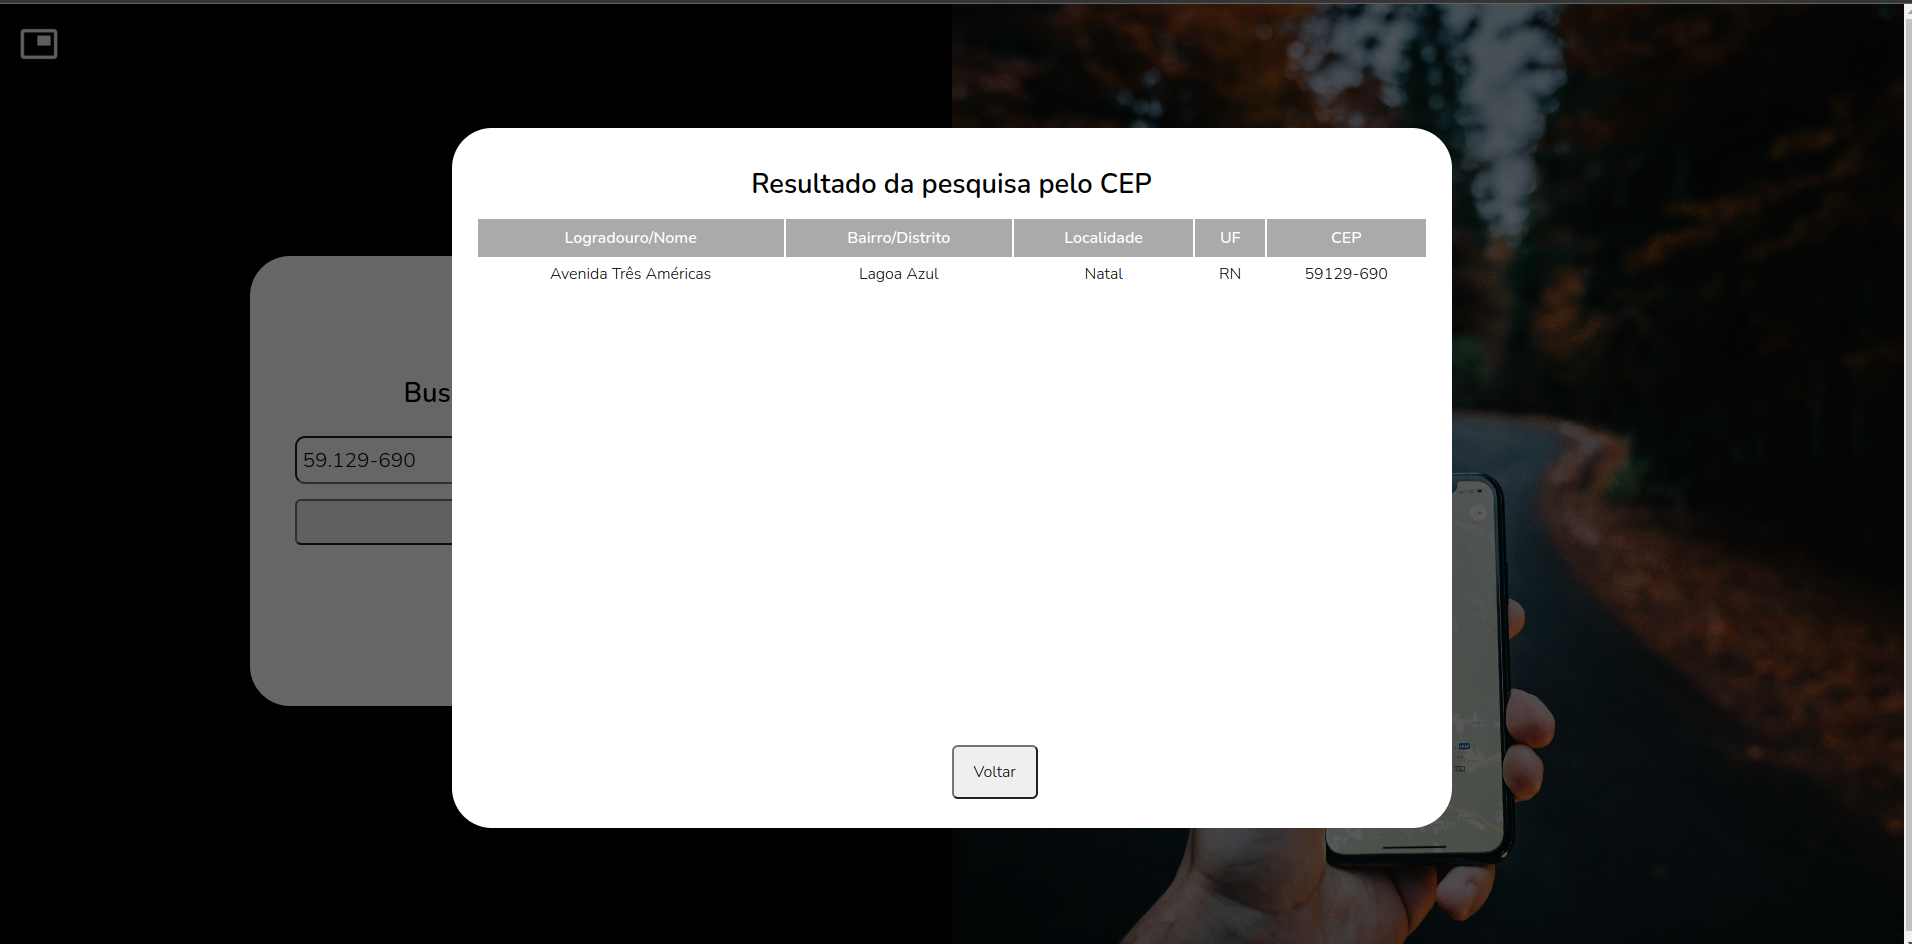 Resultado da pesquisa pelo CEP
Logradouro/Nome Bairro/Distrito Localidade UF CEP
Avenida Três Américas Lagoa Azul Natal RN 59129-690
Bus
59.129-690
Voltar